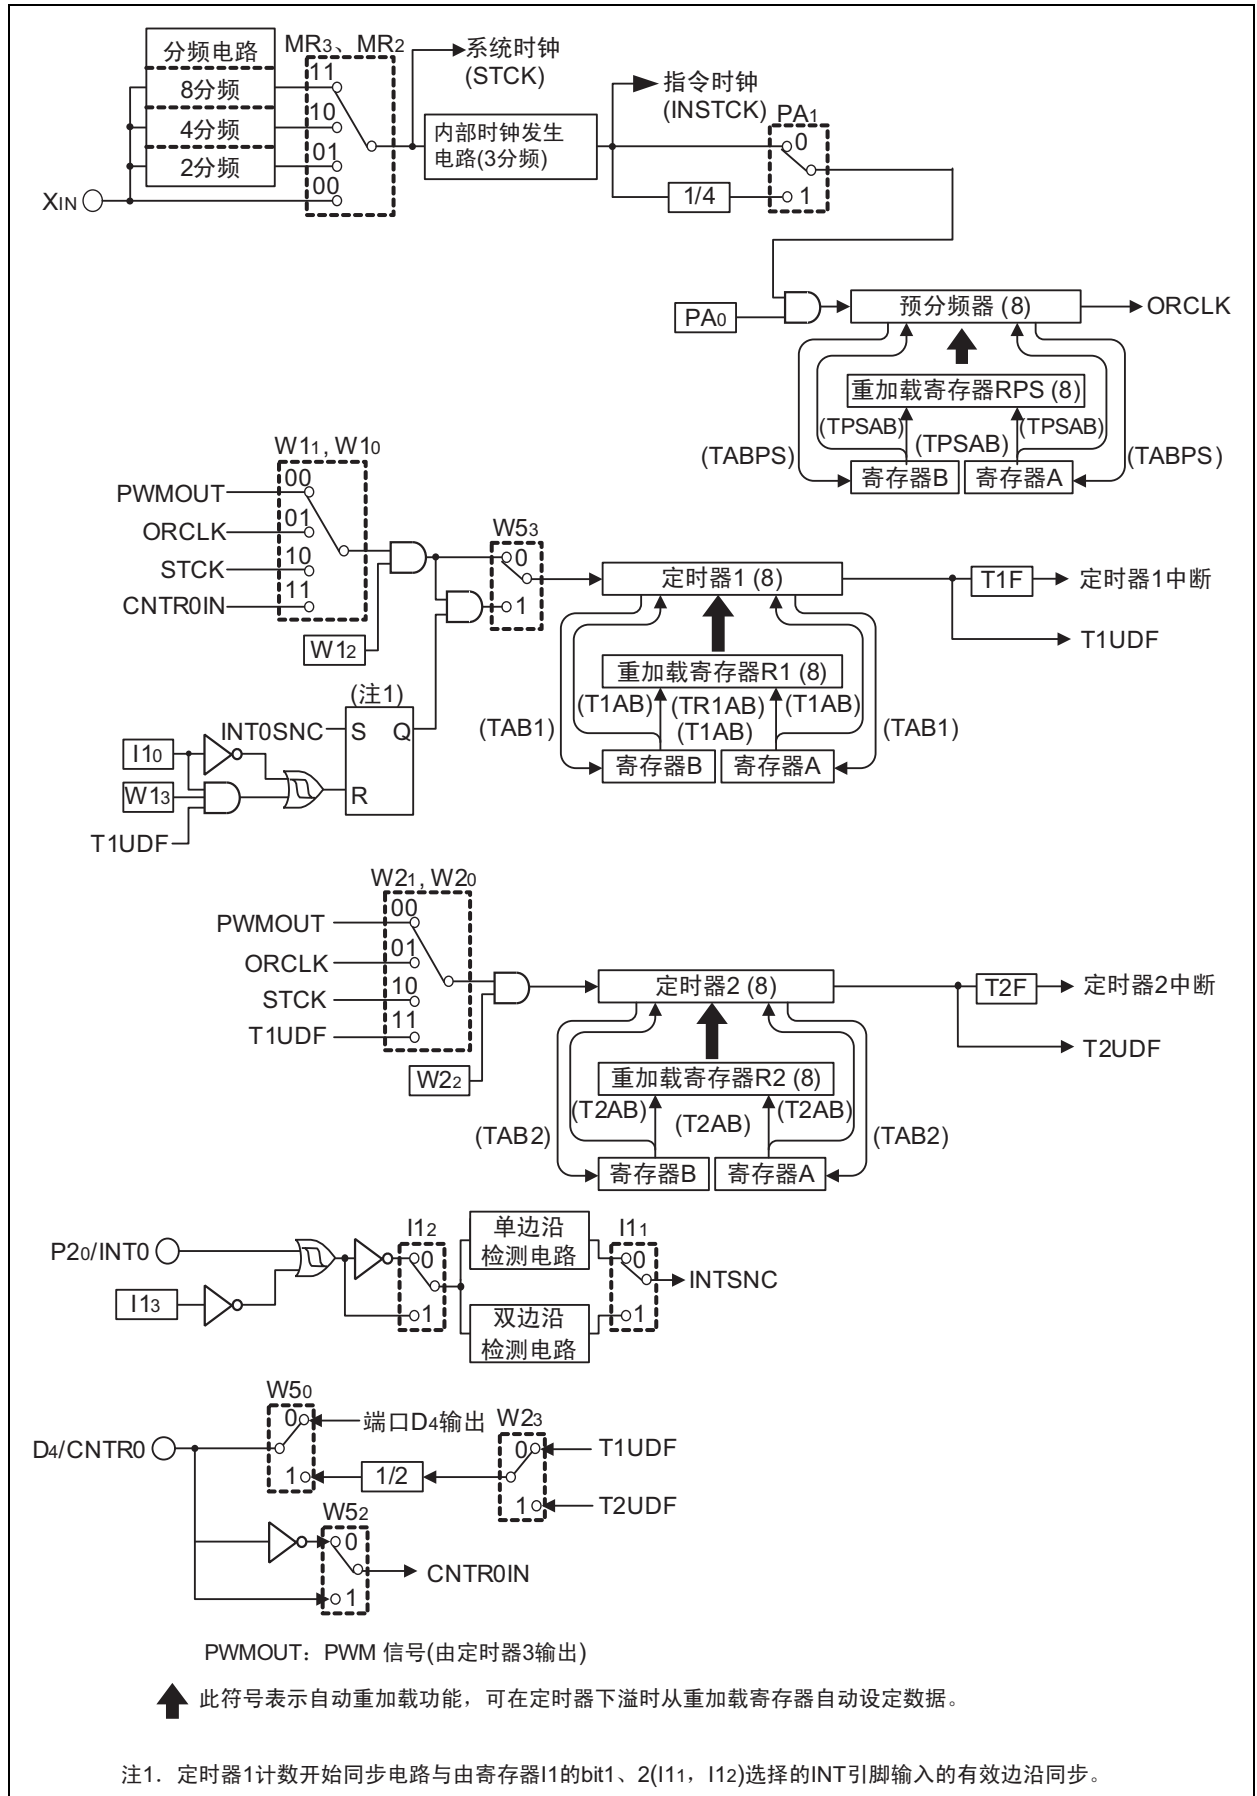 分频电路
8分频
4分频
2分频
XIN
MR3、MR2
11
10
01
00
系统时钟
(STCK)
内部时钟发生
电路(3分频)
指令时钟
(INSTCK)
PA1
0
1
1/4
PA0
预分频器 (8)
ORCLK
重加载寄存器RPS (8)
(TPSAB)
(TPSAB)
(TPSAB)
(TABPS)
(TABPS)
寄存器B
寄存器A
W11, W10
PWMOUT
00
ORCLK
01
STCK
10
CNTR0IN
11
W12
W53
0
1
定时器1 (8)
T1F
定时器1中断
T1UDF
重加载寄存器R1 (8)
(T1AB)
(TR1AB)
(T1AB)
(T1AB)
(TAB1)
(TAB1)
寄存器B
寄存器A
(注1)
INT0SNC
S
Q
R
I10
W13
T1UDF
W21, W20
PWMOUT
00
ORCLK
01
STCK
10
T1UDF
11
W22
定时器2 (8)
T2F
定时器2中断
T2UDF
重加载寄存器R2 (8)
(T2AB)
(T2AB)
(T2AB)
(TAB2)
(TAB2)
寄存器B
寄存器A
P20/INT0
I13
I12
0
1
单边沿
检测电路
双边沿
检测电路
I11
0
1
INTSNC
W50
0
1
端口D4输出
W23
D4/CNTR0
1/2
0
1
T1UDF
T2UDF
W52
0
1
CNTR0IN
PWMOUT：PWM 信号(由定时器3输出)
此符号表示自动重加载功能，可在定时器下溢时从重加载寄存器自动设定数据。
注1. 定时器1计数开始同步电路与由寄存器I1的bit1、2(I11，I12)选择的INT引脚输入的有效边沿同步。